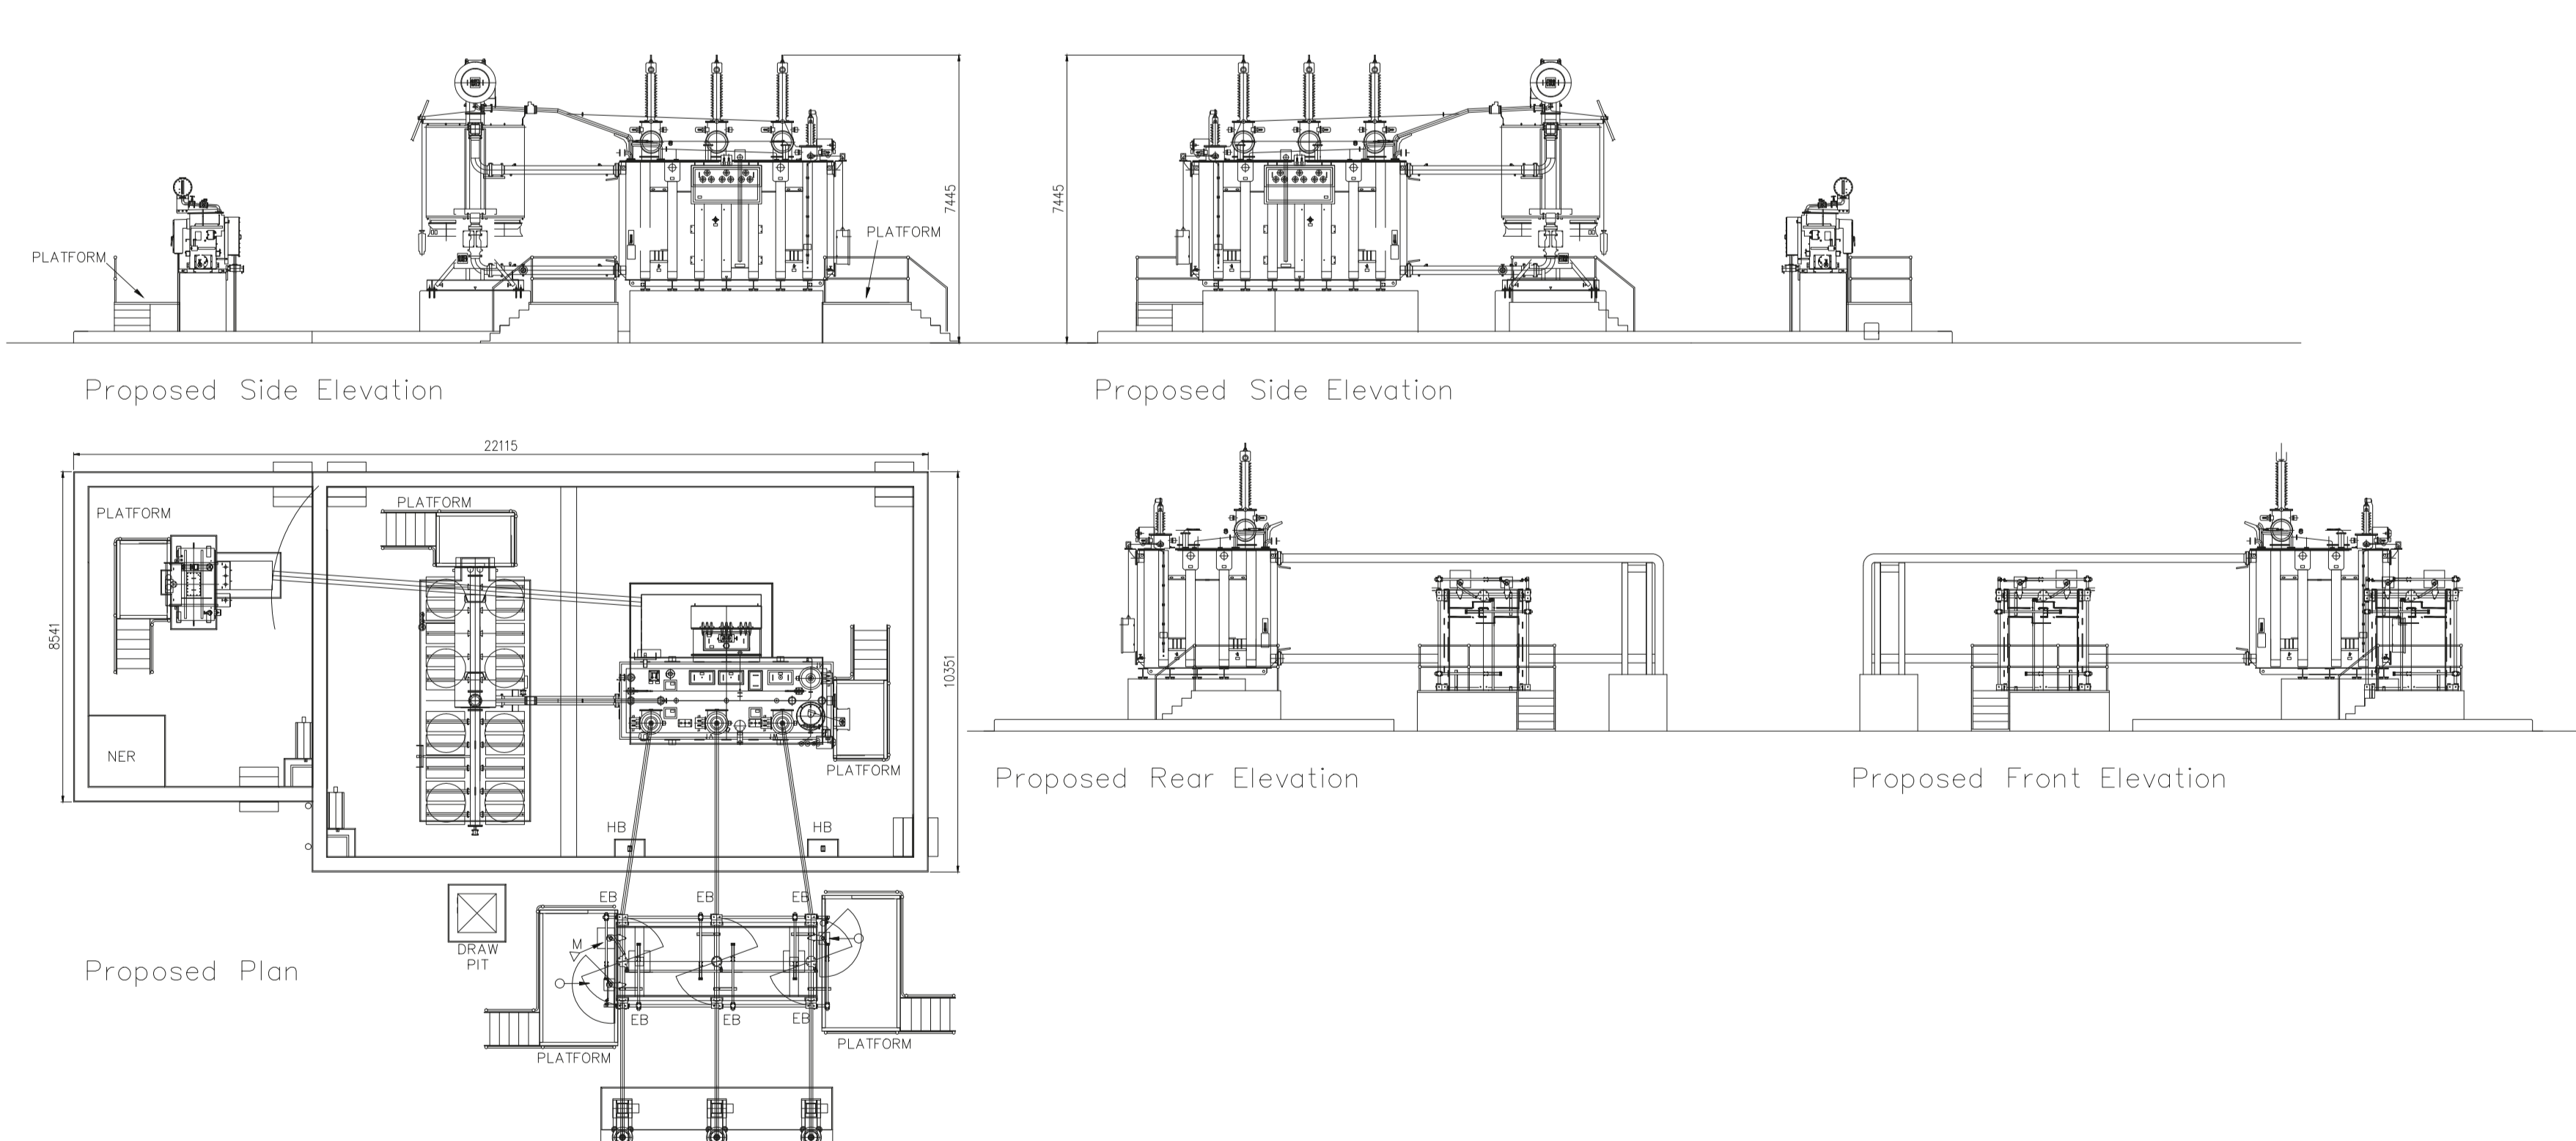 PLATFORM
PLATFORM
7445
7445
Proposed Side Elevation
Proposed Side Elevation
22115
PLATFORM
PLATFORM
8541
10351
NER
PLATFORM
HB
HB
EB
EB
EB
M
DRAW
PIT
EB
EB
EB
PLATFORM
PLATFORM
Proposed Plan
Proposed Rear Elevation
Proposed Front Elevation